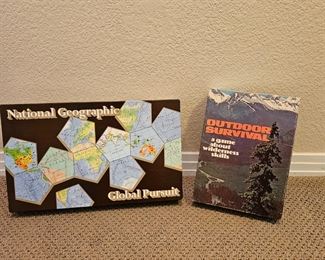 National Geographic
Global Pursuit
OUTDOOR
SURVIVAL
a game
about
wilderness
skills